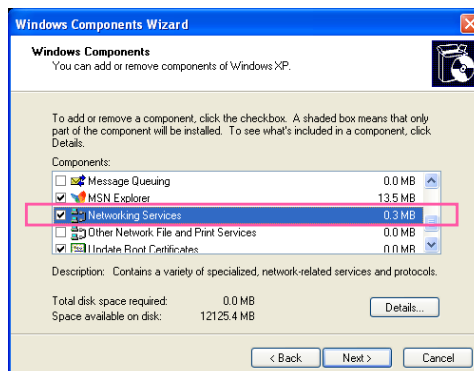 Windows Components Wizard
Windows Components
You can add or remove components of Windows XP.
To add or remove a component, click the checkbox. A shaded box means that only
part of the component will be installed. To see what's included in a component, click
Details.
Components:
Message Queuing 0.0 MB
MSN Explorer 13.5 MB
Networking Services 0.3 MB
Other Network File and Print Services 0.0 MB
Update Root Certificates 0.0 MB
Description: Contains a variety of specialized, network-related services and protocols.
Total disk space required: 0.0 MB
Space available on disk: 12125.4 MB
Details...
< Back Next > Cancel